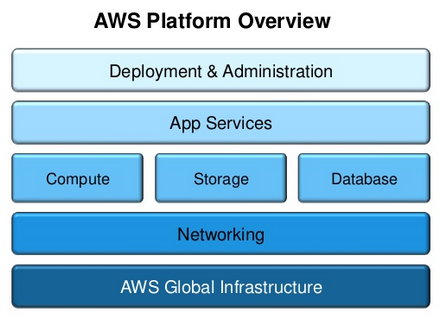 AWS Platform Overview
Deployment & Administration
App Services
Compute
Storage
Database
Networking
AWS Global Infrastructure